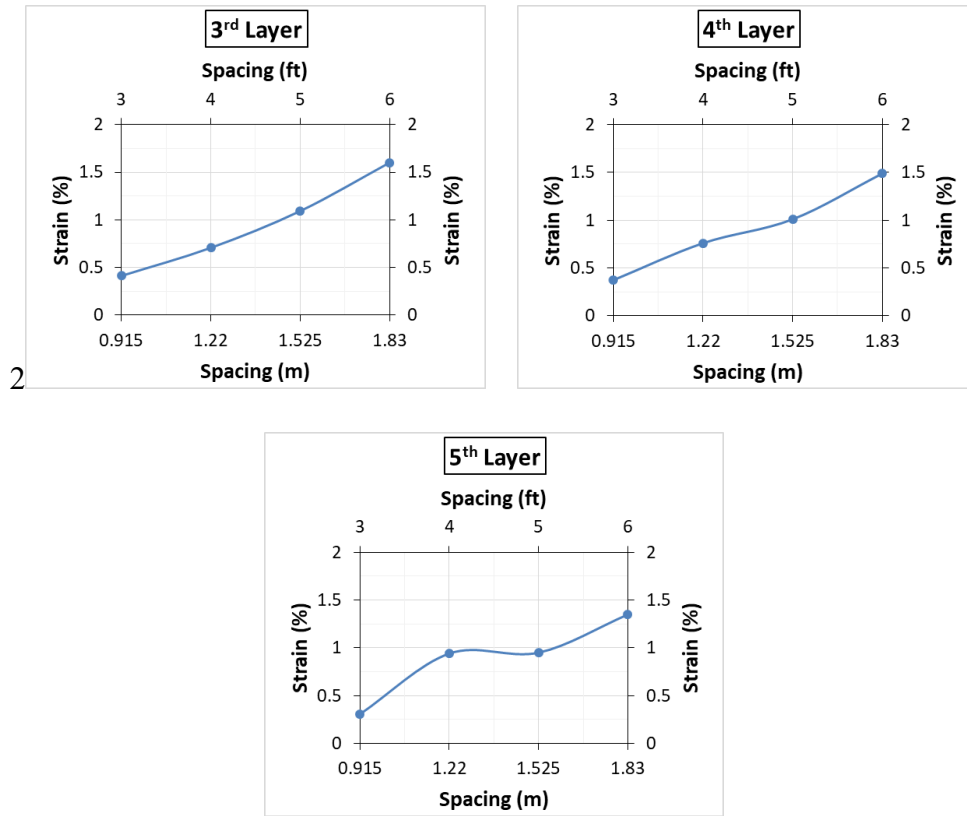 3rd Layer
Spacing (ft)
3 4 5 6
2 2
1.5 1.5
1 1
0.5 0.5
0 0
Strain (%)
Strain (%)
0.915 1.22 1.525 1.83
Spacing (m)
4th Layer
Spacing (ft)
3 4 5 6
2 2
1.5 1.5
1 1
0.5 0.5
0 0
Strain (%)
Strain (%)
0.915 1.22 1.525 1.83
Spacing (m)
2
5th Layer
Spacing (ft)
3 4 5 6
2 2
1.5 1.5
1 1
0.5 0.5
0 0
Strain (%)
Strain (%)
0.915 1.22 1.525 1.83
Spacing (m)